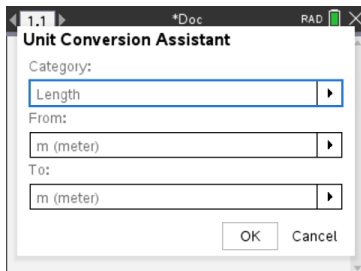 1.1 *Doc RAD
Unit Conversion Assistant
Category:
Length
From:
m (meter)
To:
m (meter)
OK Cancel